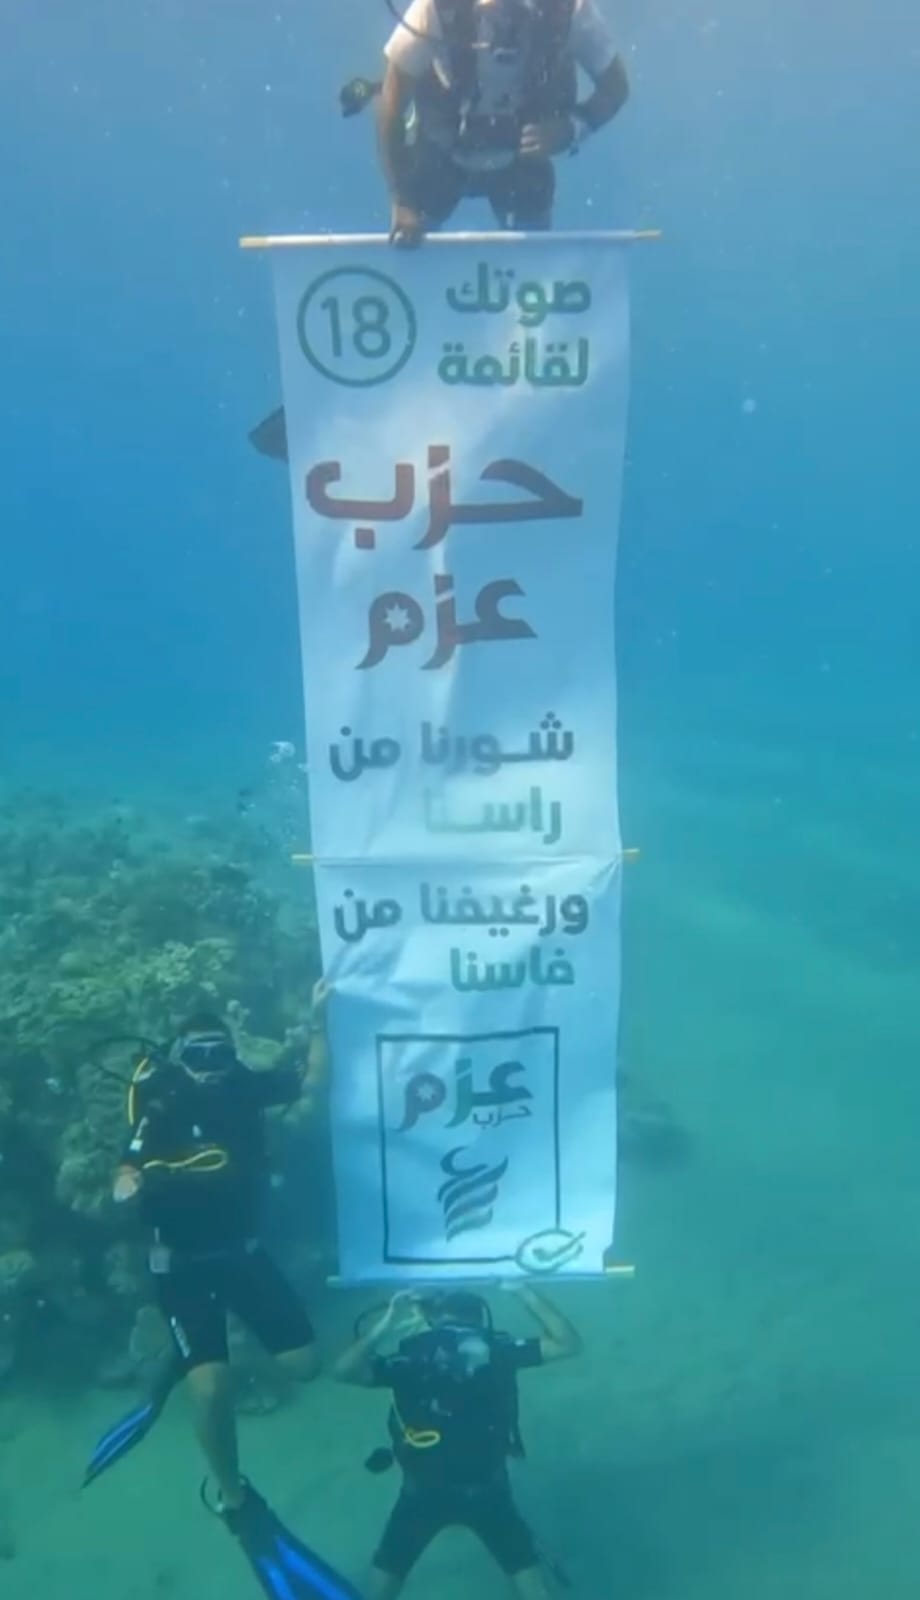 صوتك
لقائمة
18
حزب
عزم
شورنا من
راسنا
ورغيفنا من
فاسنا
عزم
حزب